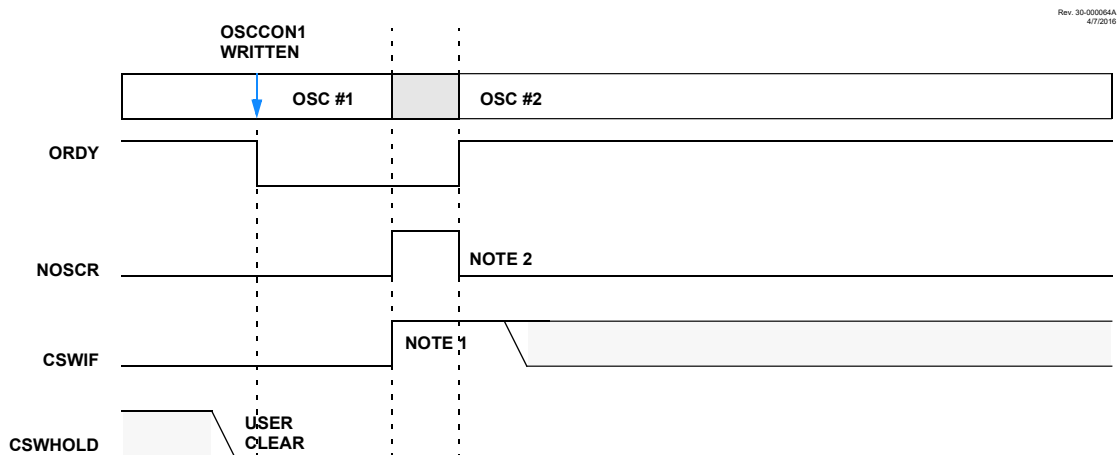 Rev. 30-000064A
4/7/2016
OSCCON1
WRITTEN
OSC #1
OSC #2
ORDY
NOSCR
NOTE 2
CSWIF
NOTE 1
CSWHOLD
USER
CLEAR